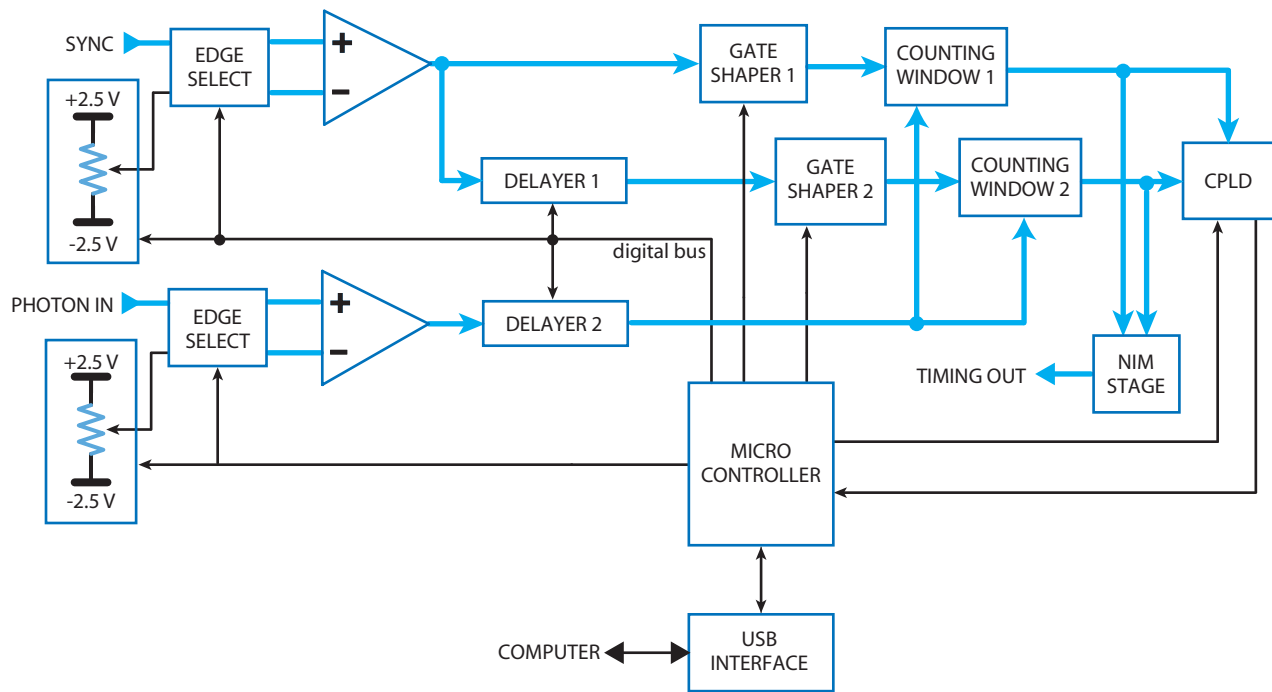 SYNC
EDGE
SELECT
+
−
+2.5 V
-2.5 V
GATE
SHAPER 1
COUNTING
WINDOW 1
DELAYER 1
GATE
SHAPER 2
COUNTING
WINDOW 2
CPLD
digital bus
PHOTON IN
EDGE
SELECT
+
−
DELAYER 2
+2.5 V
-2.5 V
TIMING OUT
NIM
STAGE
MICRO
CONTROLLER
COMPUTER
USB
INTERFACE